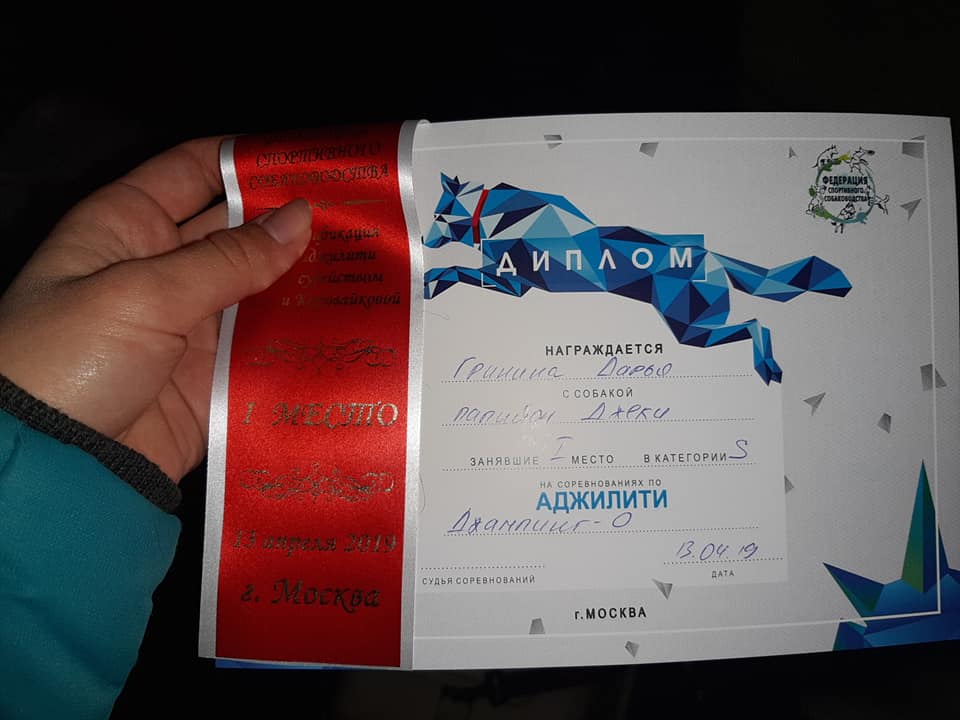 СПОРТИВНОГО
СОБАКОВОДСТВА
и
I МЕСТО
13 апреля 2019
г. Москва
ФЕДЕРАЦИЯ
СПОРТИВНОГО
СОБАКОВОДСТВА
ДИПЛОМ
НАГРАЖДАЕТСЯ
Гринина Дарья
С СОБАКОЙ
папийон Джеки
ЗАНЯВШИЕ I МЕСТО В КАТЕГОРИИ S
НА СОРЕВНОВАНИЯХ ПО
АДЖИЛИТИ
Джампинг-0
13.04.19
СУДЬЯ СОРЕВНОВАНИЙ
ДАТА
г.МОСКВА